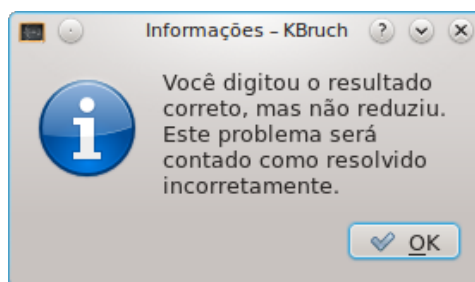 Informações – KBruch
Você digitou o resultado
correto, mas não reduziu.
Este problema será
contado como resolvido
incorretamente.
OK